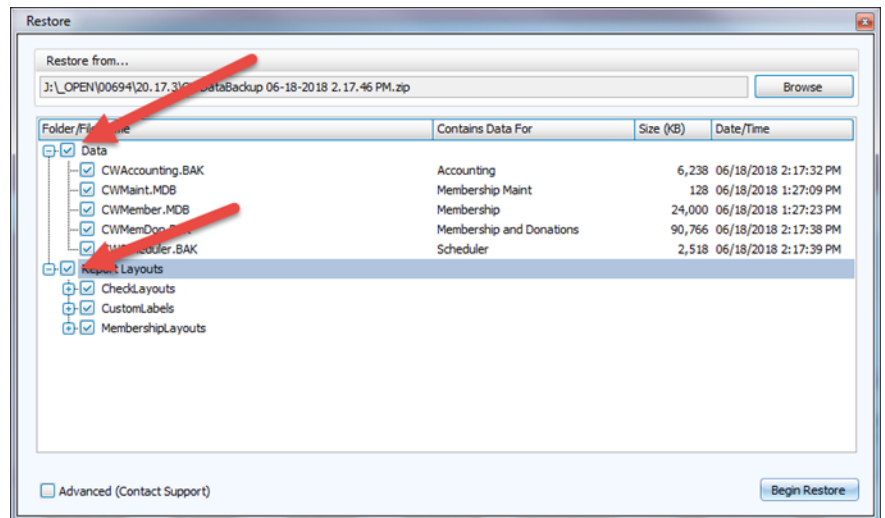 Restore
Restore from...
J:\_OPEN\00694\20.17.3\ DataBackup 06-18-2018 2.17.46 PM.zip
Browse
Folder/ Contains Data For Size (KB) Date/Time
Data
CWAccounting.BAK Accounting 6,238 06/18/2018 2:17:32 PM
CWMaint.MDB Membership Maint 128 06/18/2018 1:27:09 PM
CWMember.MDB Membership 24,000 06/18/2018 1:27:23 PM
CWMemDon.BAK Membership and Donations 90,766 06/18/2018 2:17:38 PM
CWScheduler.BAK Scheduler 2,518 06/18/2018 2:17:39 PM
Report Layouts
CheckLayouts
CustomLabels
MembershipLayouts
Advanced (Contact Support)
Begin Restore